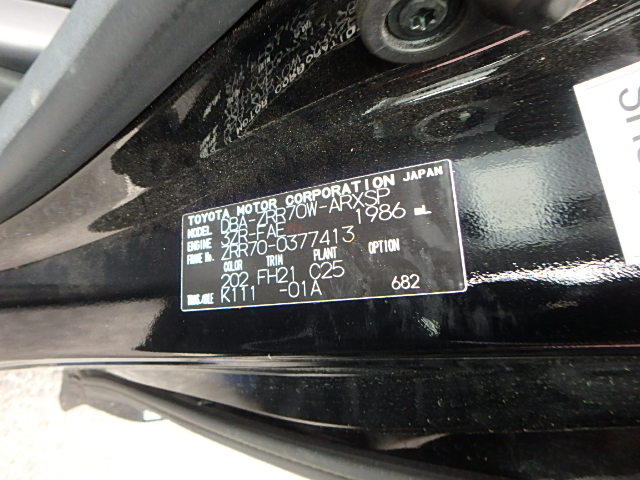 TOYOTA MOTOR CORPORATION JAPAN
MODEL DBA-ZRR70W-ARXSP
ENGINE 3ZR-FAE 1986 mL
FRAME No. ZRR70-0377413
COLOR TRIM PLANT OPTION
202 FH21 C25
TRANS./AXLE K111 -01A 682